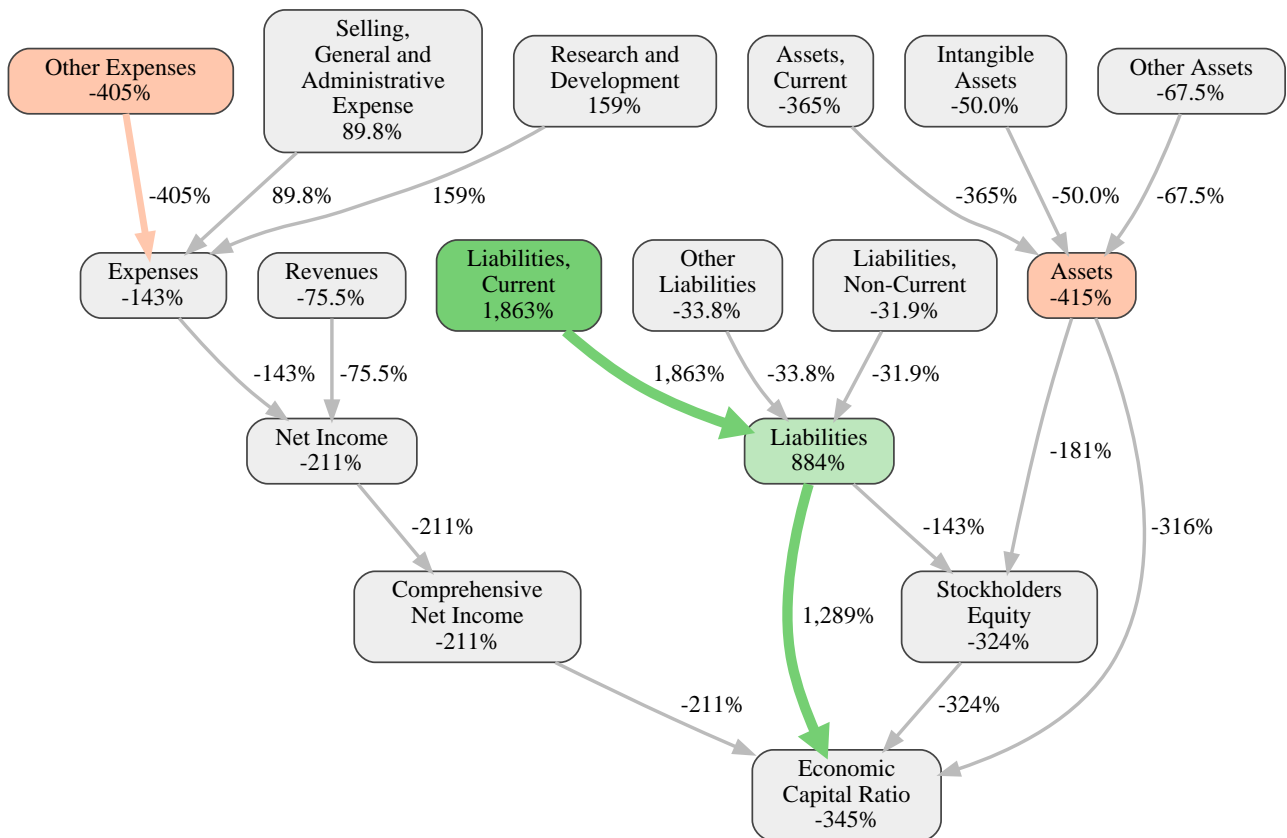 Other Expenses
-405%
Selling,
General and
Administrative
Expense
89.8%
Research and
Development
159%
Assets,
Current
-365%
Intangible
Assets
-50.0%
Other Assets
-67.5%
-405%
89.8%
159%
-365%
-50.0%
-67.5%
Expenses
-143%
Revenues
-75.5%
Liabilities,
Current
1,863%
Other
Liabilities
-33.8%
Liabilities,
Non-Current
-31.9%
Assets
-415%
-143%
-75.5%
1,863%
-33.8%
-31.9%
Net Income
-211%
Liabilities
884%
-181%
-211%
-143%
-316%
Comprehensive
Net Income
-211%
1,289%
Stockholders
Equity
-324%
-211%
-324%
Economic
Capital Ratio
-345%